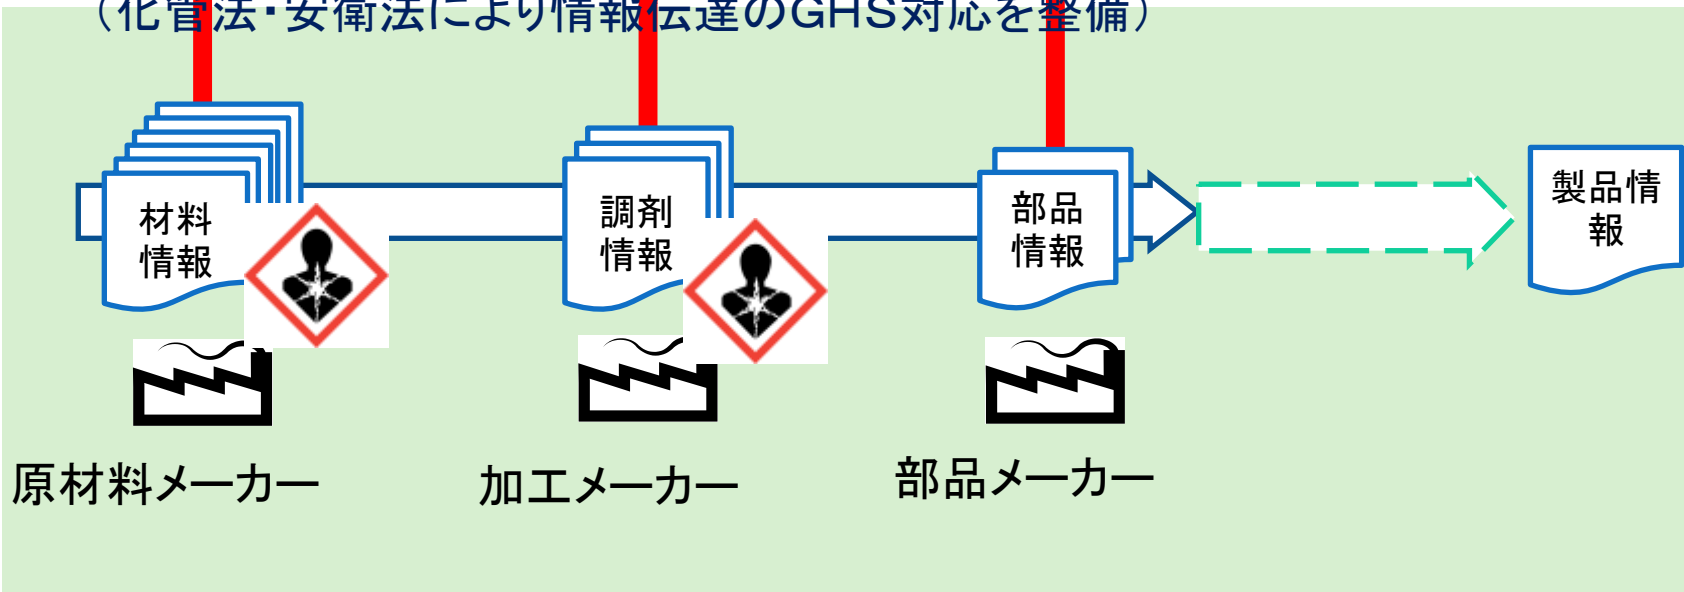 （化管法・安衛法により情報伝達のＧＨＳ対応を整備）
材料
情報
調剤
情報
部品
情報
製品情
報
原材料メーカー
加工メーカー
部品メーカー